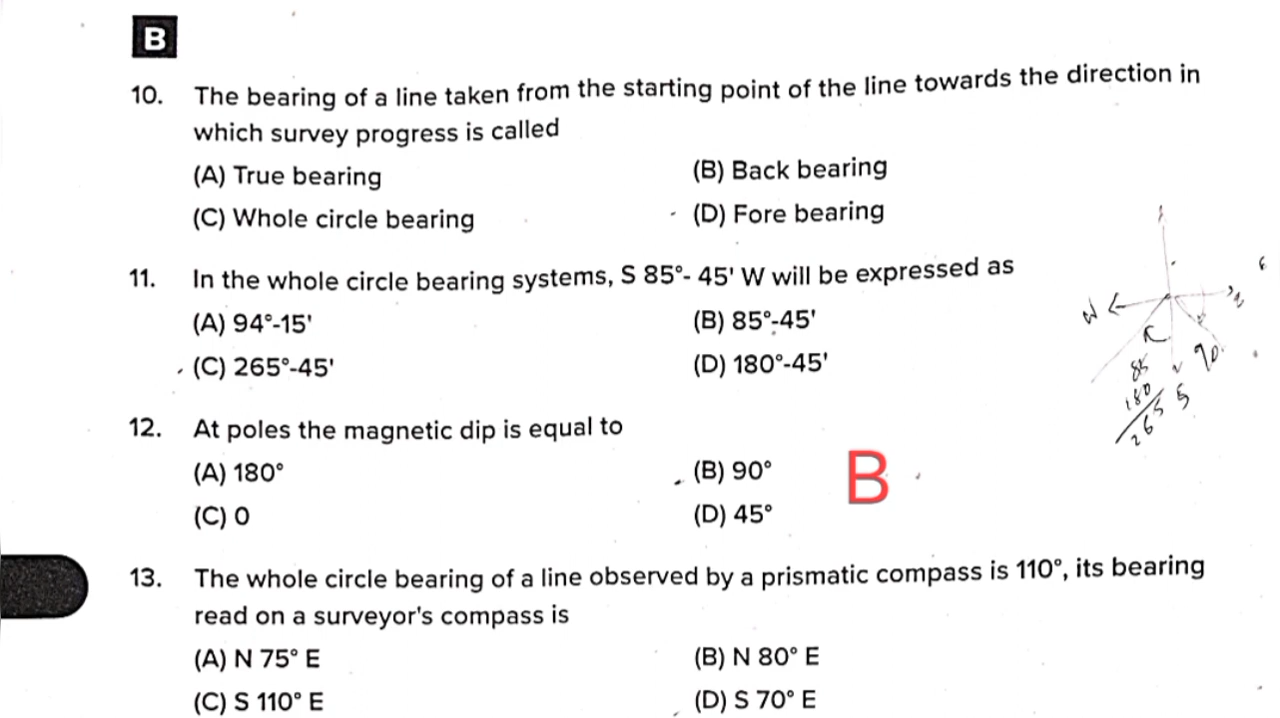 B
10. The bearing of a line taken from the starting point of the line towards the direction in
which survey progress is called
(A) True bearing (B) Back bearing
(C) Whole circle bearing (D) Fore bearing
11. In the whole circle bearing systems, S 85°- 45' W will be expressed as
(A) 94°-15' (B) 85°-45'
(C) 265°-45' (D) 180°-45'
W
85
180
265
S
90
12. At poles the magnetic dip is equal to
(A) 180° (B) 90°
(C) 0 (D) 45°
B
13. The whole circle bearing of a line observed by a prismatic compass is 110°, its bearing
read on a surveyor's compass is
(A) N 75° E (B) N 80° E
(C) S 110° E (D) S 70° E